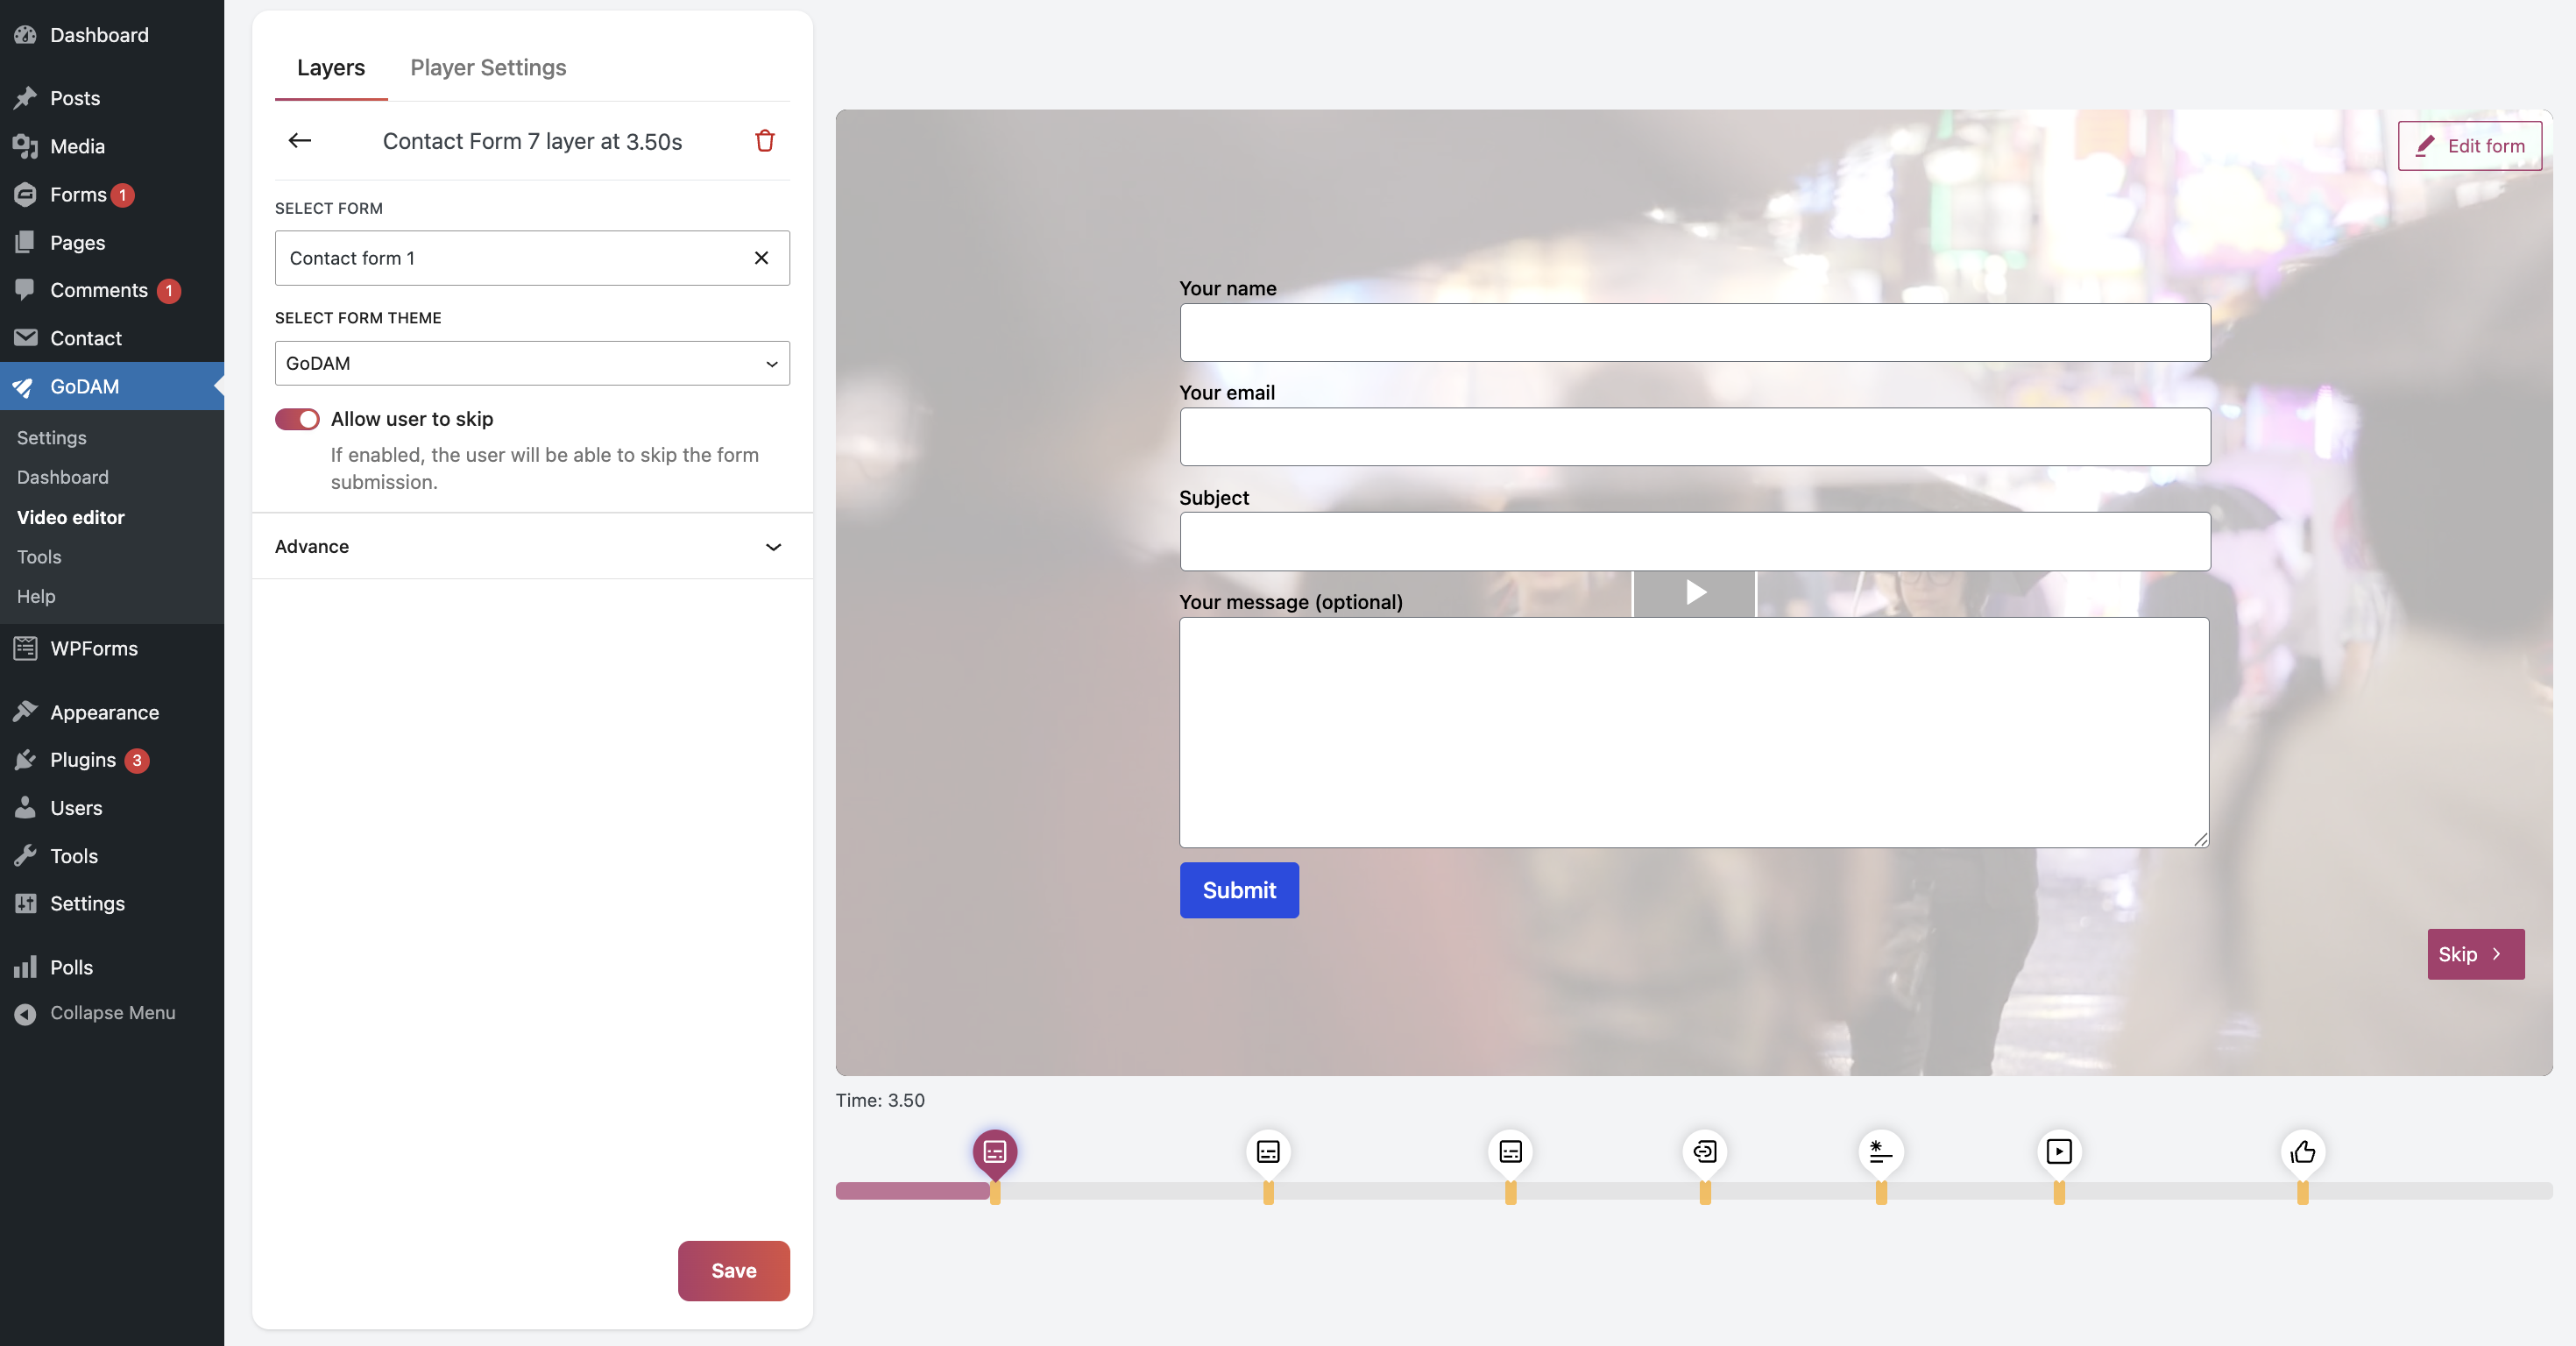 Dashboard
Posts
Media
Forms 1
Pages
Comments 1
Contact
GoDAM
Settings
Dashboard
Video editor
Tools
Help
WPForms
Appearance
Plugins 3
Users
Tools
Settings
Polls
Collapse Menu
Layers Player Settings
Contact Form 7 layer at 3.50s
SELECT FORM
Contact form 1
SELECT FORM THEME
GoDAM
Allow user to skip
If enabled, the user will be able to skip the form
submission.
Advance
Save
Edit form
Your name
Your email
Subject
Your message (optional)
Submit
Skip
Time: 3.50